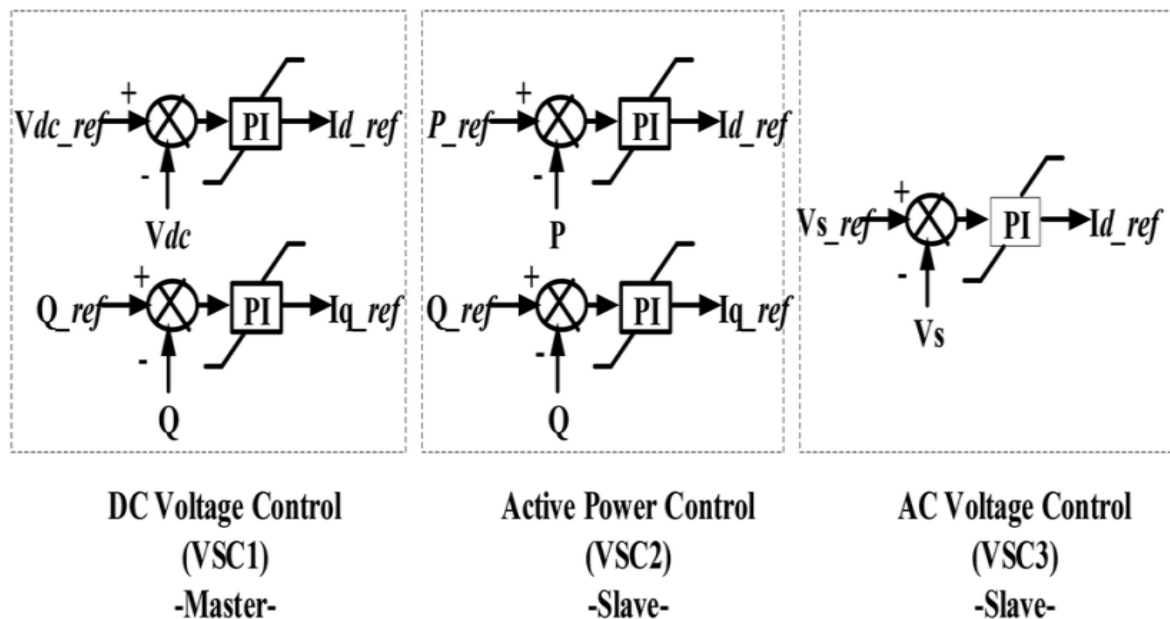 +
Vdc_ref PI Id_ref
-
Vdc
+
Q_ref PI Iq_ref
-
Q
+
P_ref PI Id_ref
-
P
+
Q_ref PI Iq_ref
-
Q
+
Vs_ref PI Id_ref
-
Vs
DC Voltage Control
(VSC1)
-Master-
Active Power Control
(VSC2)
-Slave-
AC Voltage Control
(VSC3)
-Slave-